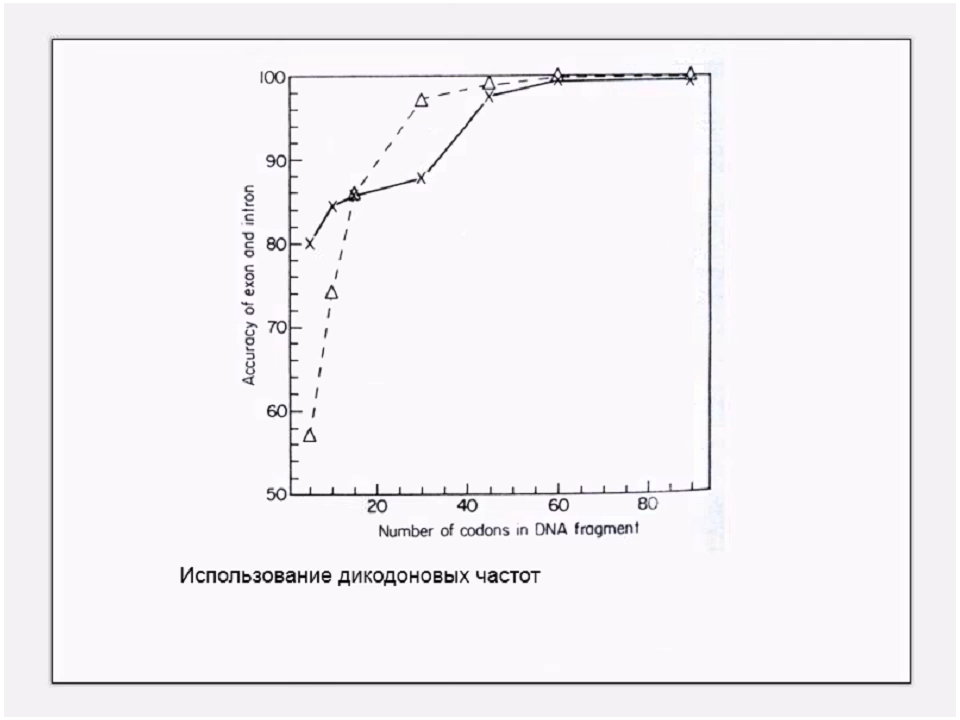 100
90
80
70
60
50
20 40 60 80
Accuracy of exon and intron
Number of codons in DNA fragment
Использование дикодоновых частот